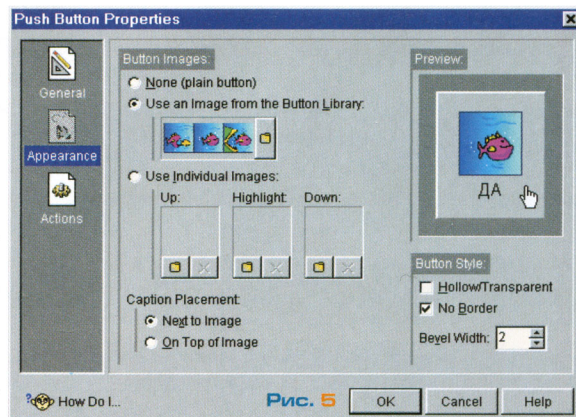 Push Button Properties
General
Appearance
Actions
Button Images:
None (plain button)
Use an Image from the Button Library:
Use Individual Images:
Up: Highlight: Down:
Caption Placement:
Next to Image
On Top of Image
Preview:
ДА
Button Style:
Hollow/Transparent
No Border
Bevel Width: 2
How Do I...
Рис. 5
OK Cancel Help